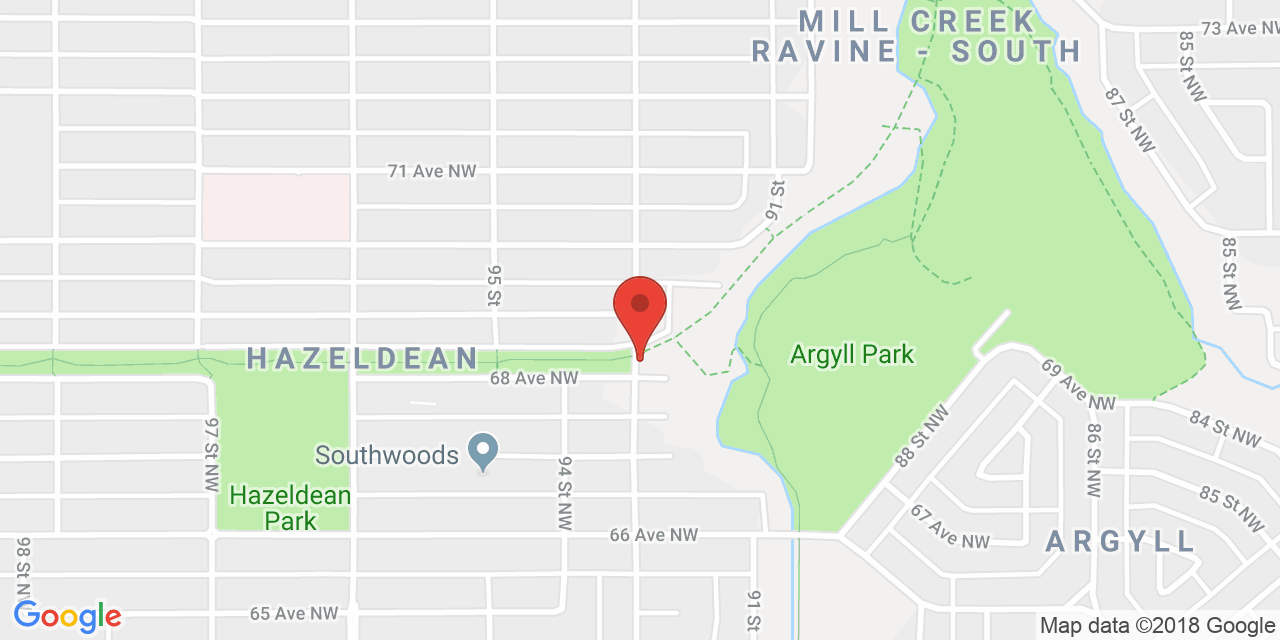 MILL CREEK
RAVINE - SOUTH
73 Ave NW
85 St NW
87 St NW
71 Ave NW
91 St
95 St
85 St NW
HAZELDEAN
Argyll Park
68 Ave NW
69 Ave NW
84 St NW
97 St NW
Southwoods
94 St NW
88 St NW
86 St NW
85 St NW
Hazeldean
Park
67 Ave NW
66 Ave NW
ARGYLL
98 St NW
65 Ave NW
91 St
Google
Map data ©2018 Google